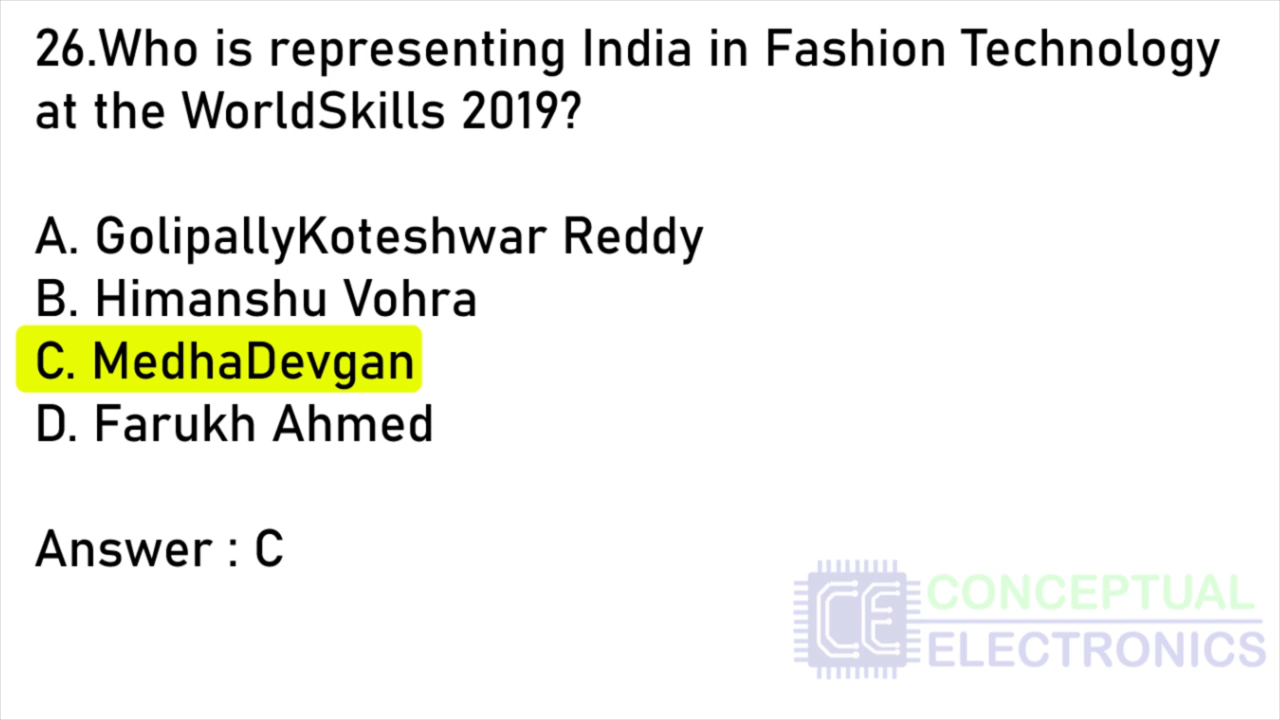 26.Who is representing India in Fashion Technology
at the WorldSkills 2019?
A. GolipallyKoteshwar Reddy
B. Himanshu Vohra
C. MedhaDevgan
D. Farukh Ahmed
Answer : C
CE
CONCEPTUAL
ELECTRONICS